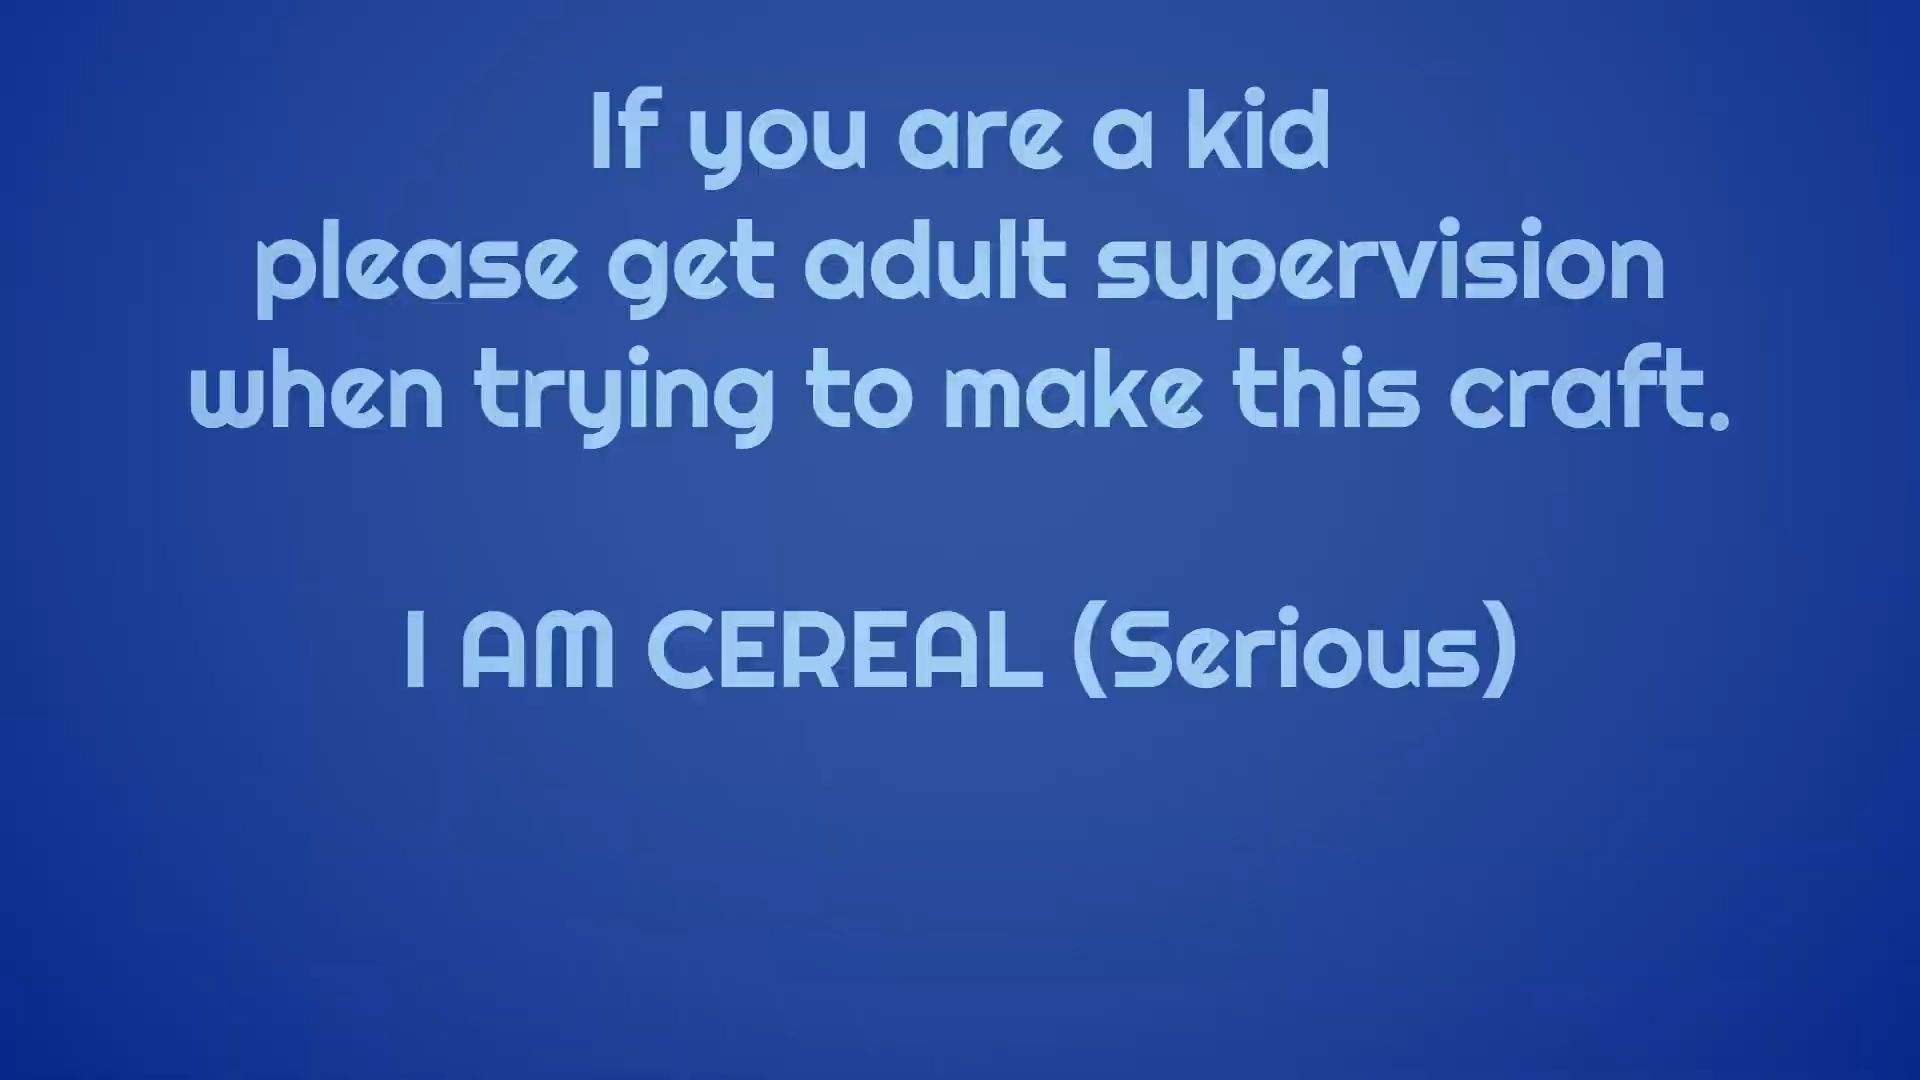 If you are a kid
please get adult supervision
when trying to make this craft.
I AM CEREAL (Serious)